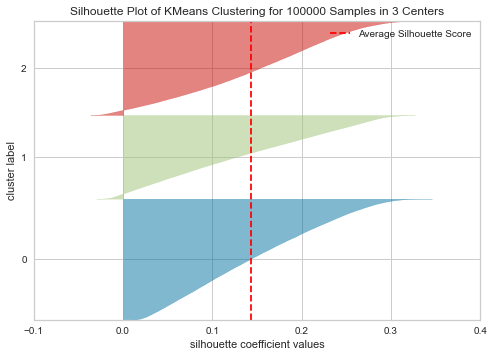 Silhouette Plot of KMeans Clustering for 100000 Samples in 3 Centers
Average Silhouette Score
2
1
0
cluster label
−0.1 0.0 0.1 0.2 0.3 0.4
silhouette coefficient values